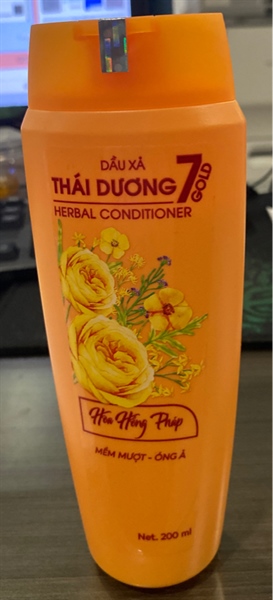 DẦU XẢ
THÁI DƯƠNG 7
GOLD
HERBAL CONDITIONER
Hoa Hồng Pháp
MỀM MƯỢT - ÓNG Ả
Net. 200 ml